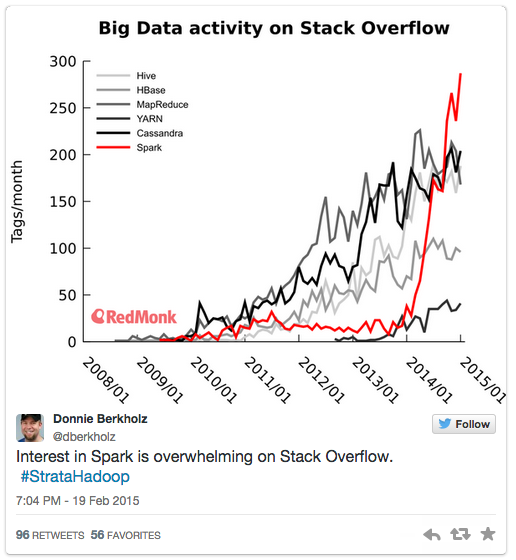 Big Data activity on Stack Overflow
Tags/month
300
250
200
150
100
50
0
Hive
HBase
MapReduce
YARN
Cassandra
Spark
RedMonk
2008/01
2009/01
2010/01
2011/01
2012/01
2013/01
2014/01
2015/01
Donnie Berkholz
@dberkholz
Follow
Interest in Spark is overwhelming on Stack Overflow.
#StrataHadoop
7:04 PM - 19 Feb 2015
96 RETWEETS 56 FAVORITES